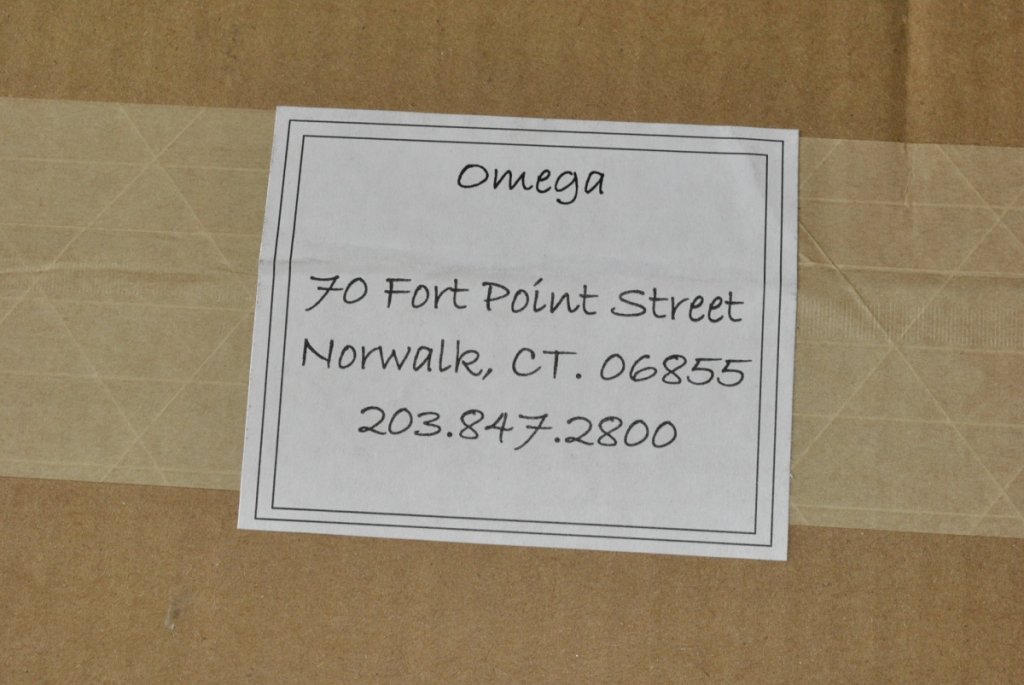 Omega
70 Fort Point Street
Norwalk, CT. 06855
203.847.2800